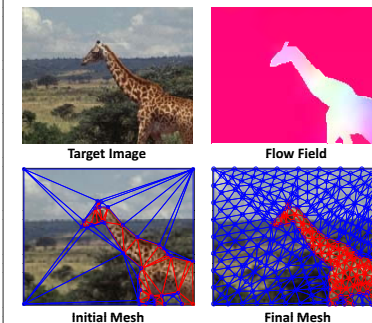 Target Image
Flow Field
Initial Mesh
Final Mesh